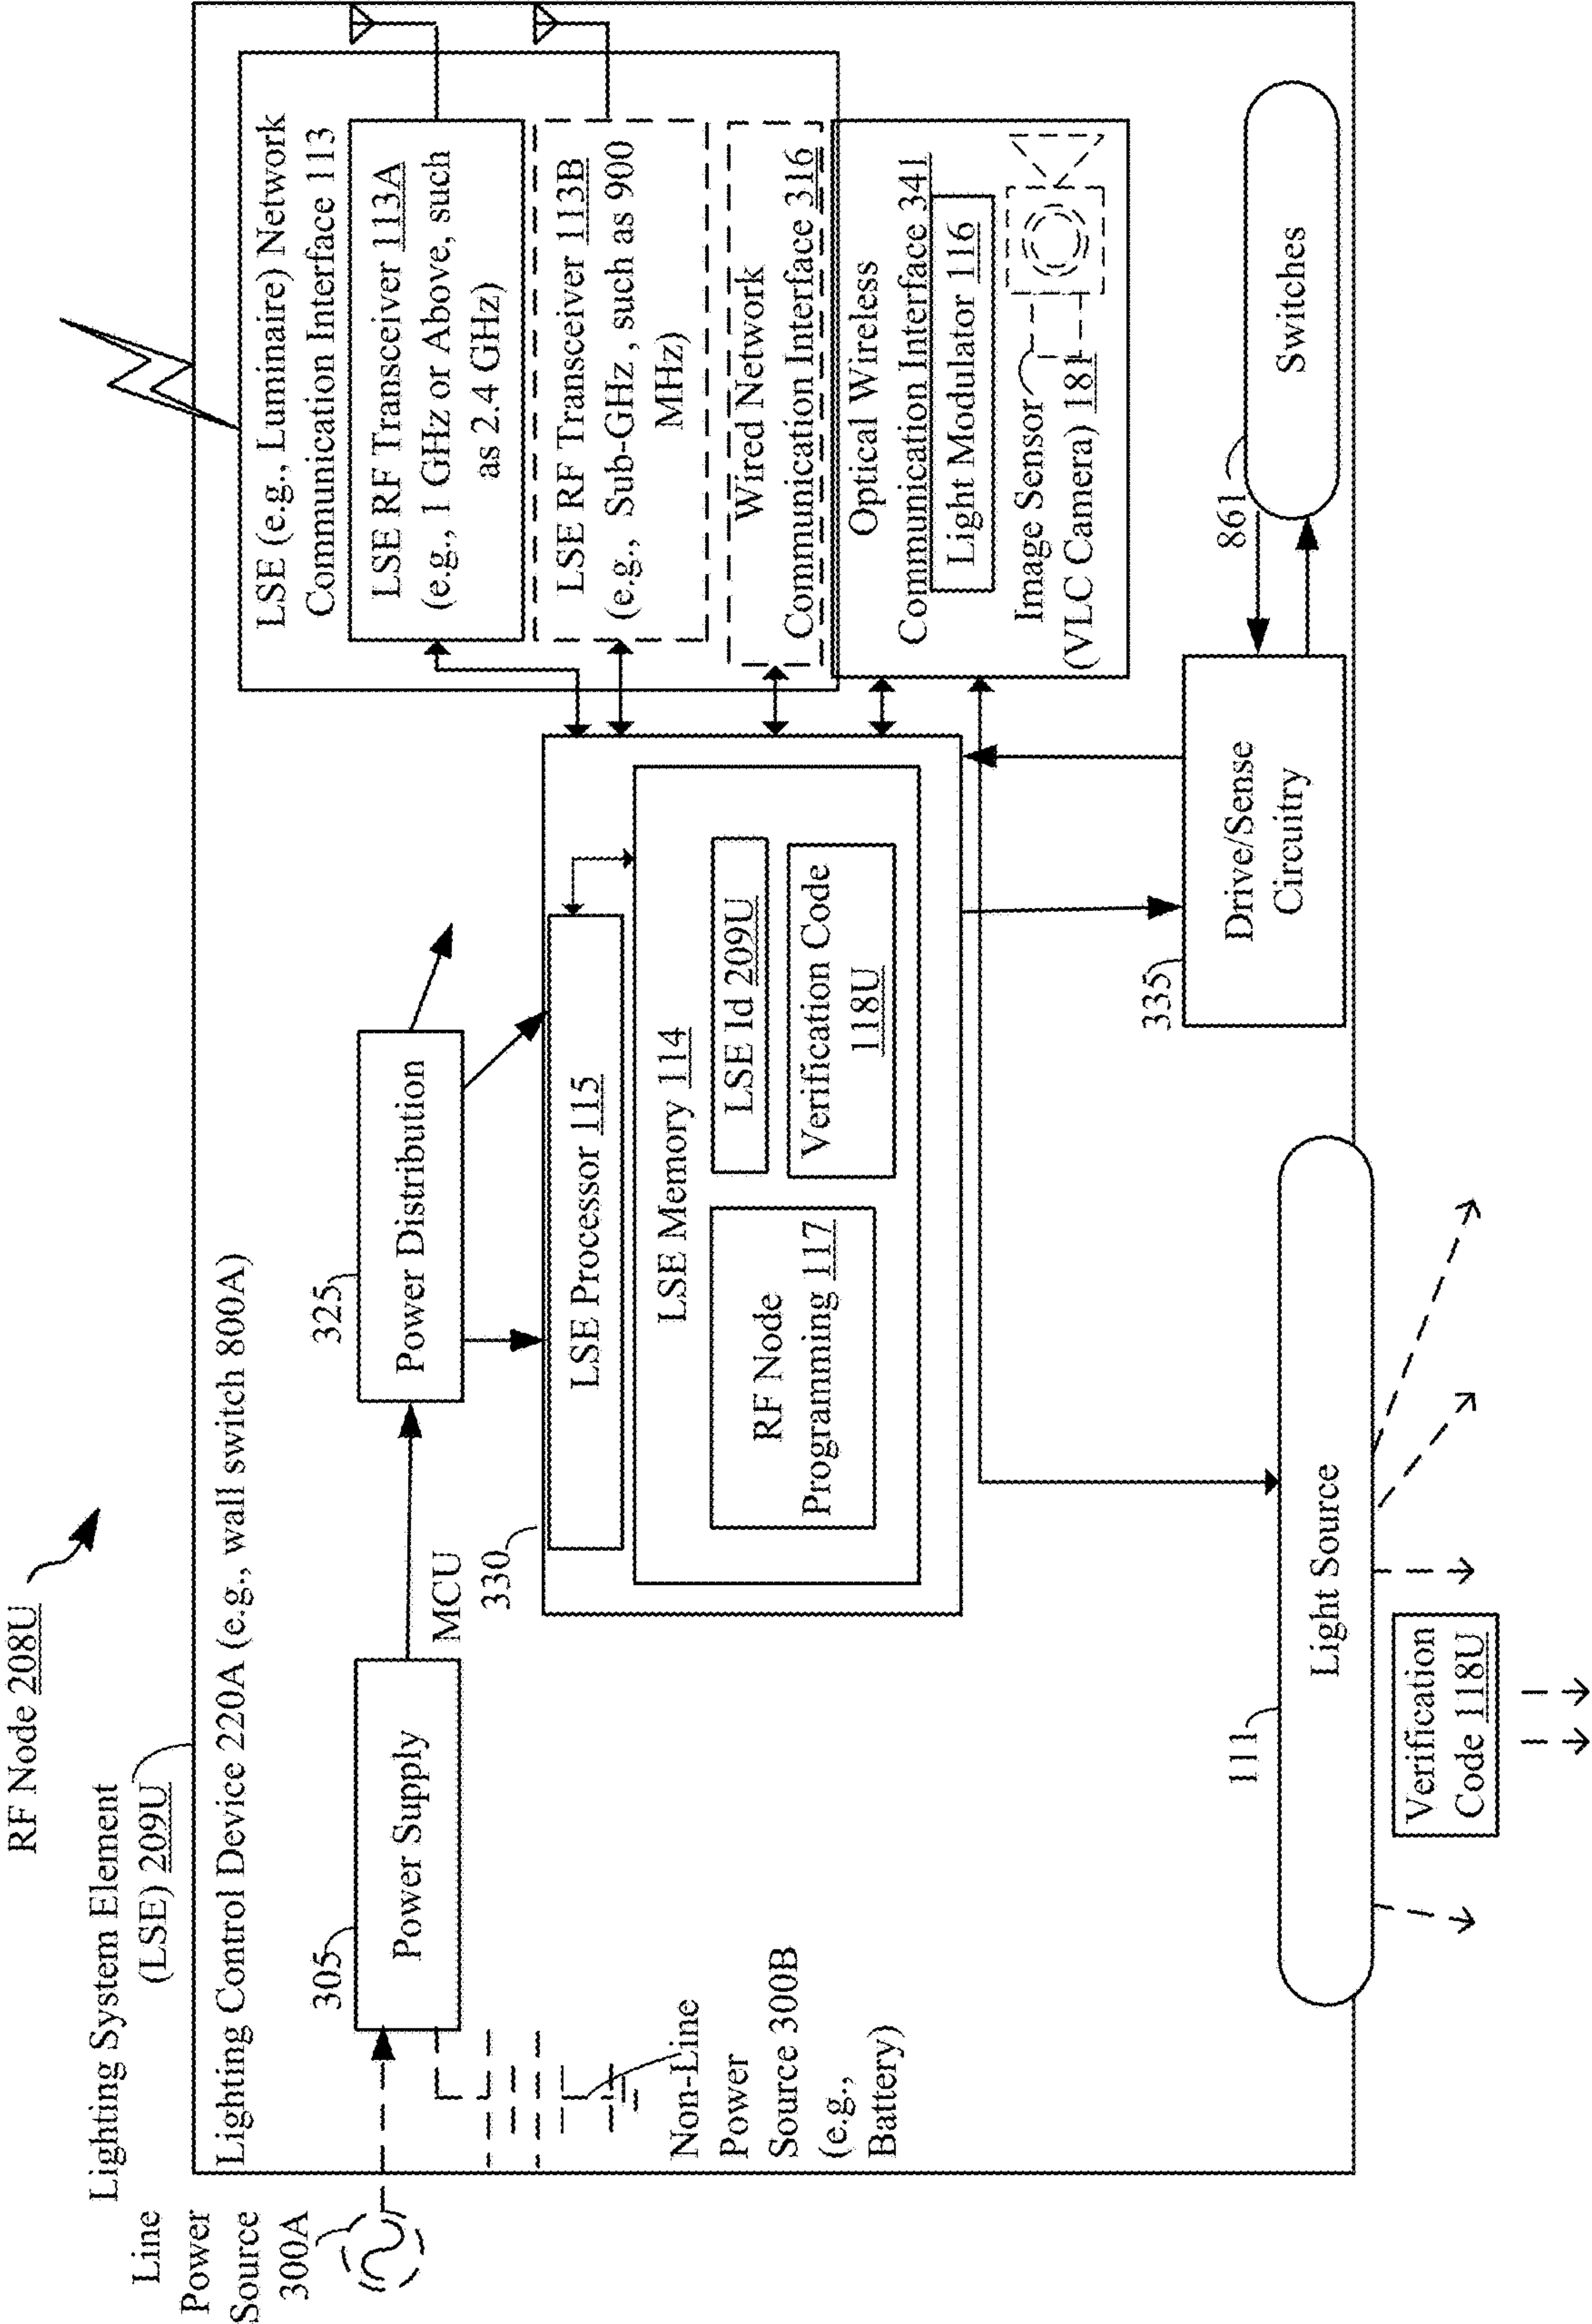 RF Node 208U
Lighting System Element
(LSE) 209U
Line
Power
Source
300A
Lighting Control Device 220A (e.g., wall switch 800A)
305
Power Supply
MCU
325
Power Distribution
Non-Line
Power
Source 300B
(e.g.,
Battery)
330
LSE Processor 115
LSE Memory 114
RF Node
Programming 117
LSE Id 209U
Verification Code
118U
LSE (e.g., Luminaire) Network
Communication Interface 113
LSE RF Transceiver 113A
(e.g., 1 GHz or Above, such
as 2.4 GHz)
LSE RF Transceiver 113B
(e.g., Sub-GHz , such as 900
MHz)
Wired Network
Communication Interface 316
Optical Wireless
Communication Interface 341
Light Modulator 116
Image Sensor
(VLC Camera) 181
335
Drive/Sense
Circuitry
861
Switches
111
Light Source
Verification
Code 118U